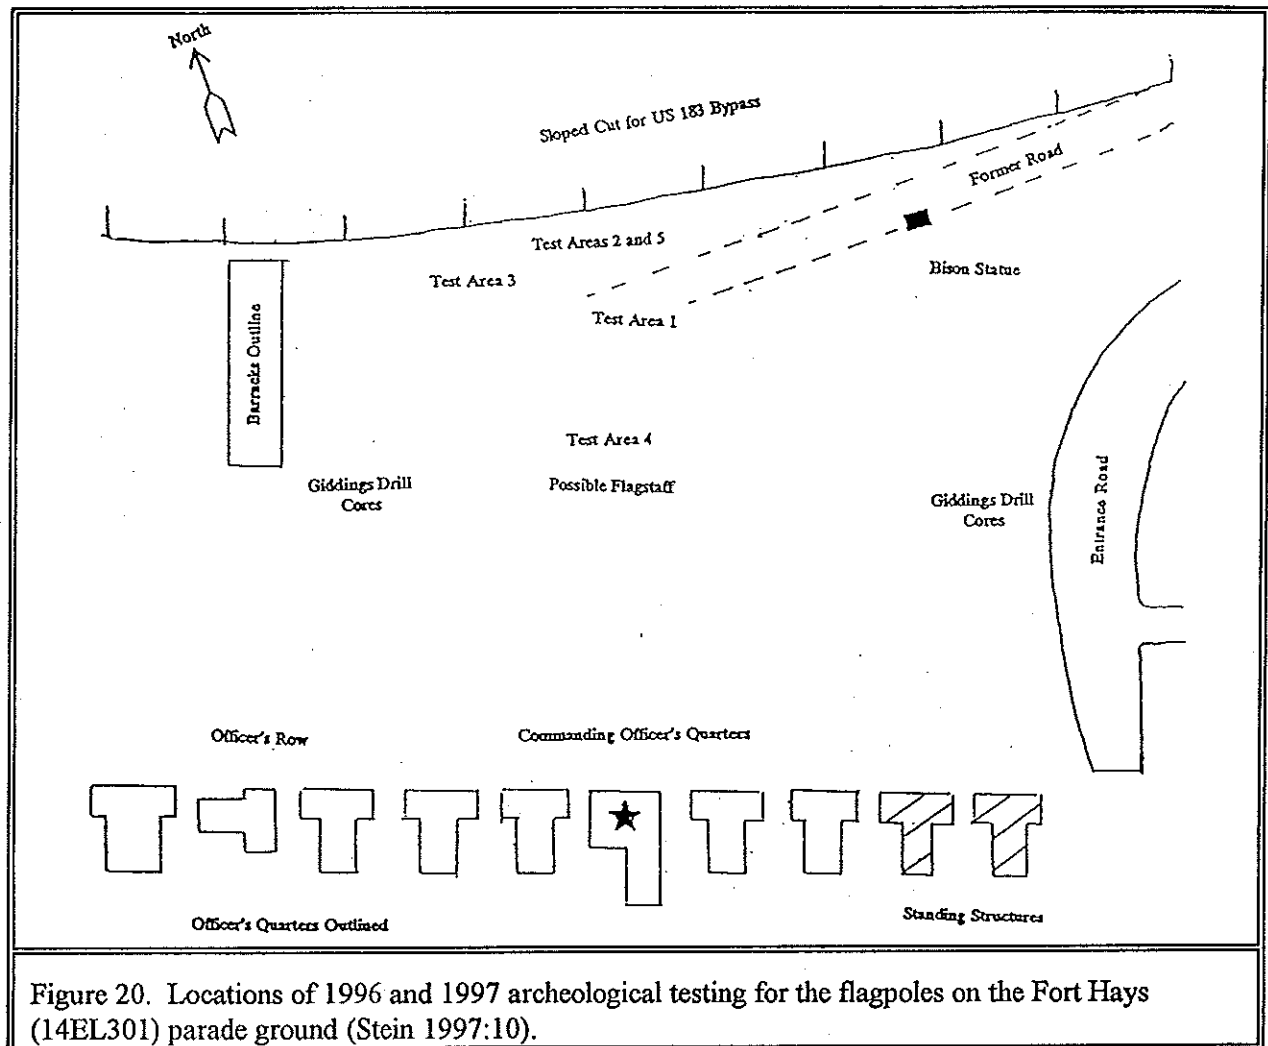 North
Sloped Cut for US 183 Bypass
Former Road
Test Areas 2 and 5
Test Area 3
Bison Statue
Test Area 1
Barracks Outline
Test Area 4
Giddings Drill
Cores
Possible Flagstaff
Giddings Drill
Cores
Entrance Road
Officer's Row
Commanding Officer's Quarters
Officer's Quarters Outlined
Standing Structures
Figure 20. Locations of 1996 and 1997 archeological testing for the flagpoles on the Fort Hays
(14EL301) parade ground (Stein 1997:10).